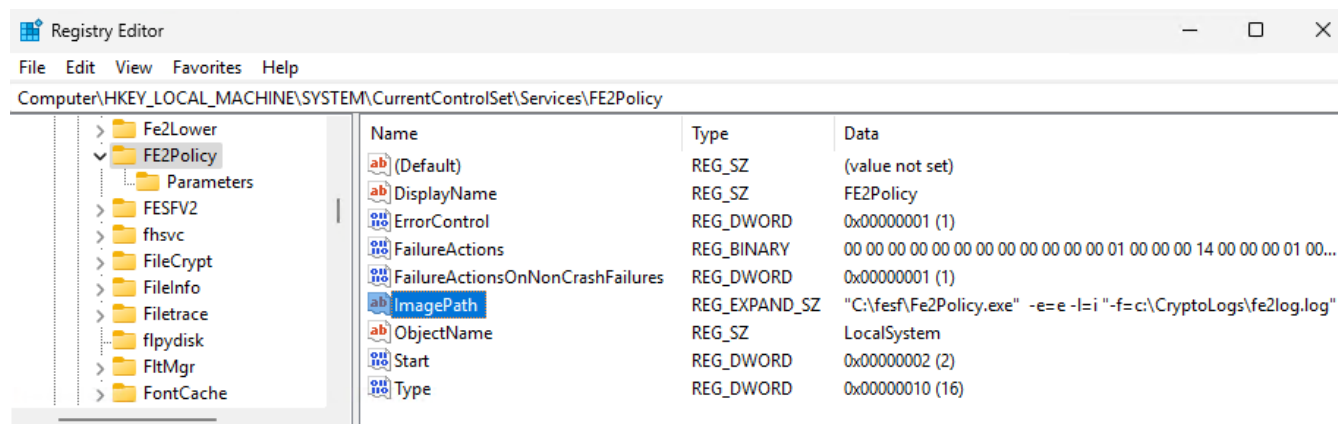 Registry Editor
File Edit View Favorites Help
Computer\HKEY_LOCAL_MACHINE\SYSTEM\CurrentControlSet\Services\FE2Policy
Fe2Lower
FE2Policy
Parameters
FESFV2
fhsvc
FileCrypt
FileInfo
Filetrace
flpydisk
FltMgr
FontCache
Name Type Data
(Default) REG_SZ (value not set)
DisplayName REG_SZ FE2Policy
ErrorControl REG_DWORD 0x00000001 (1)
FailureActions REG_BINARY 00 00 00 00 00 00 00 00 00 00 00 00 01 00 00 00 14 00 00 00 01 00...
FailureActionsOnNonCrashFailures REG_DWORD 0x00000001 (1)
ImagePath REG_EXPAND_SZ "C:\fesf\Fe2Policy.exe" -e=e -l=i "-f=c:\CryptoLogs\fe2log.log"
ObjectName REG_SZ LocalSystem
Start REG_DWORD 0x00000002 (2)
Type REG_DWORD 0x00000010 (16)